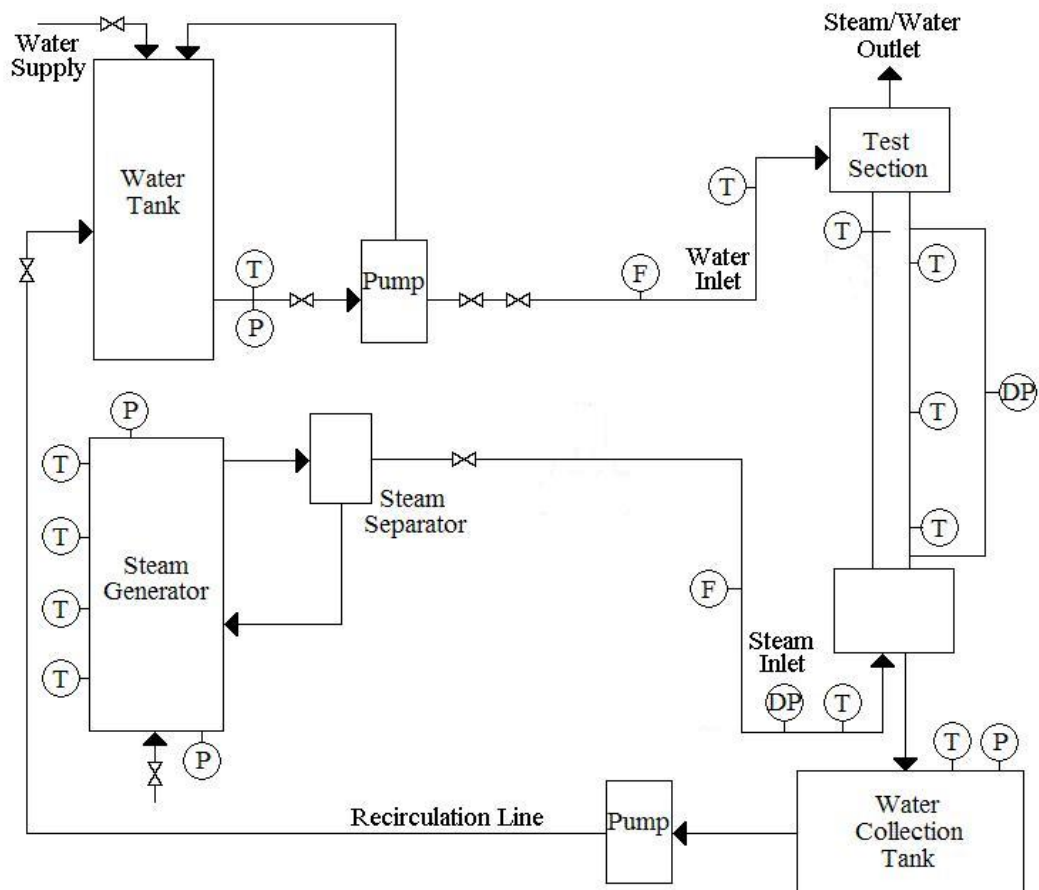 Water
Supply
Steam/Water
Outlet
Test
Section
Water
Tank
T
T
T
P
Pump
F
Water
Inlet
T
DP
P
T
T
T
T
T
Steam
Generator
Steam
Separator
T
T
F
Steam
Inlet
DP
T
P
T
P
Recirculation Line
Pump
Water
Collection
Tank